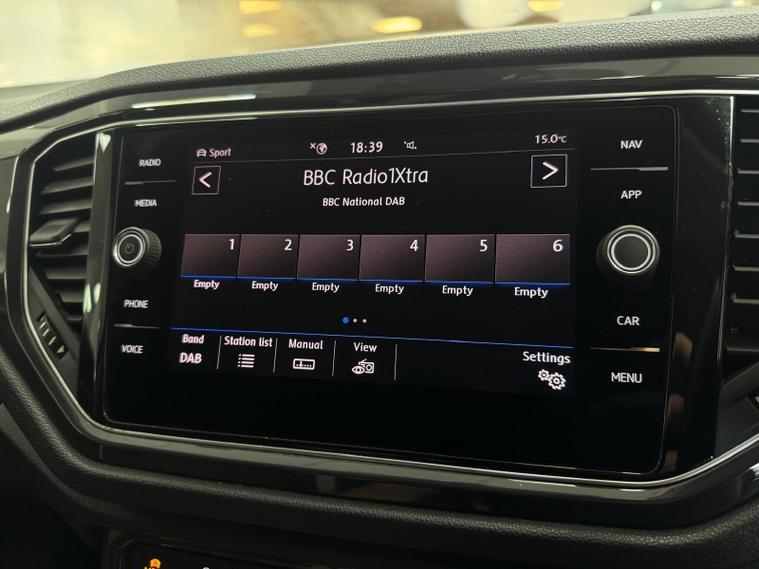 Sport 18:39 15.0°C
BBC Radio1Xtra
BBC National DAB
1 2 3 4 5 6
Empty Empty Empty Empty Empty Empty
Band Station list Manual View Settings
DAB
RADIO
MEDIA
PHONE
VOICE
NAV
APP
CAR
MENU